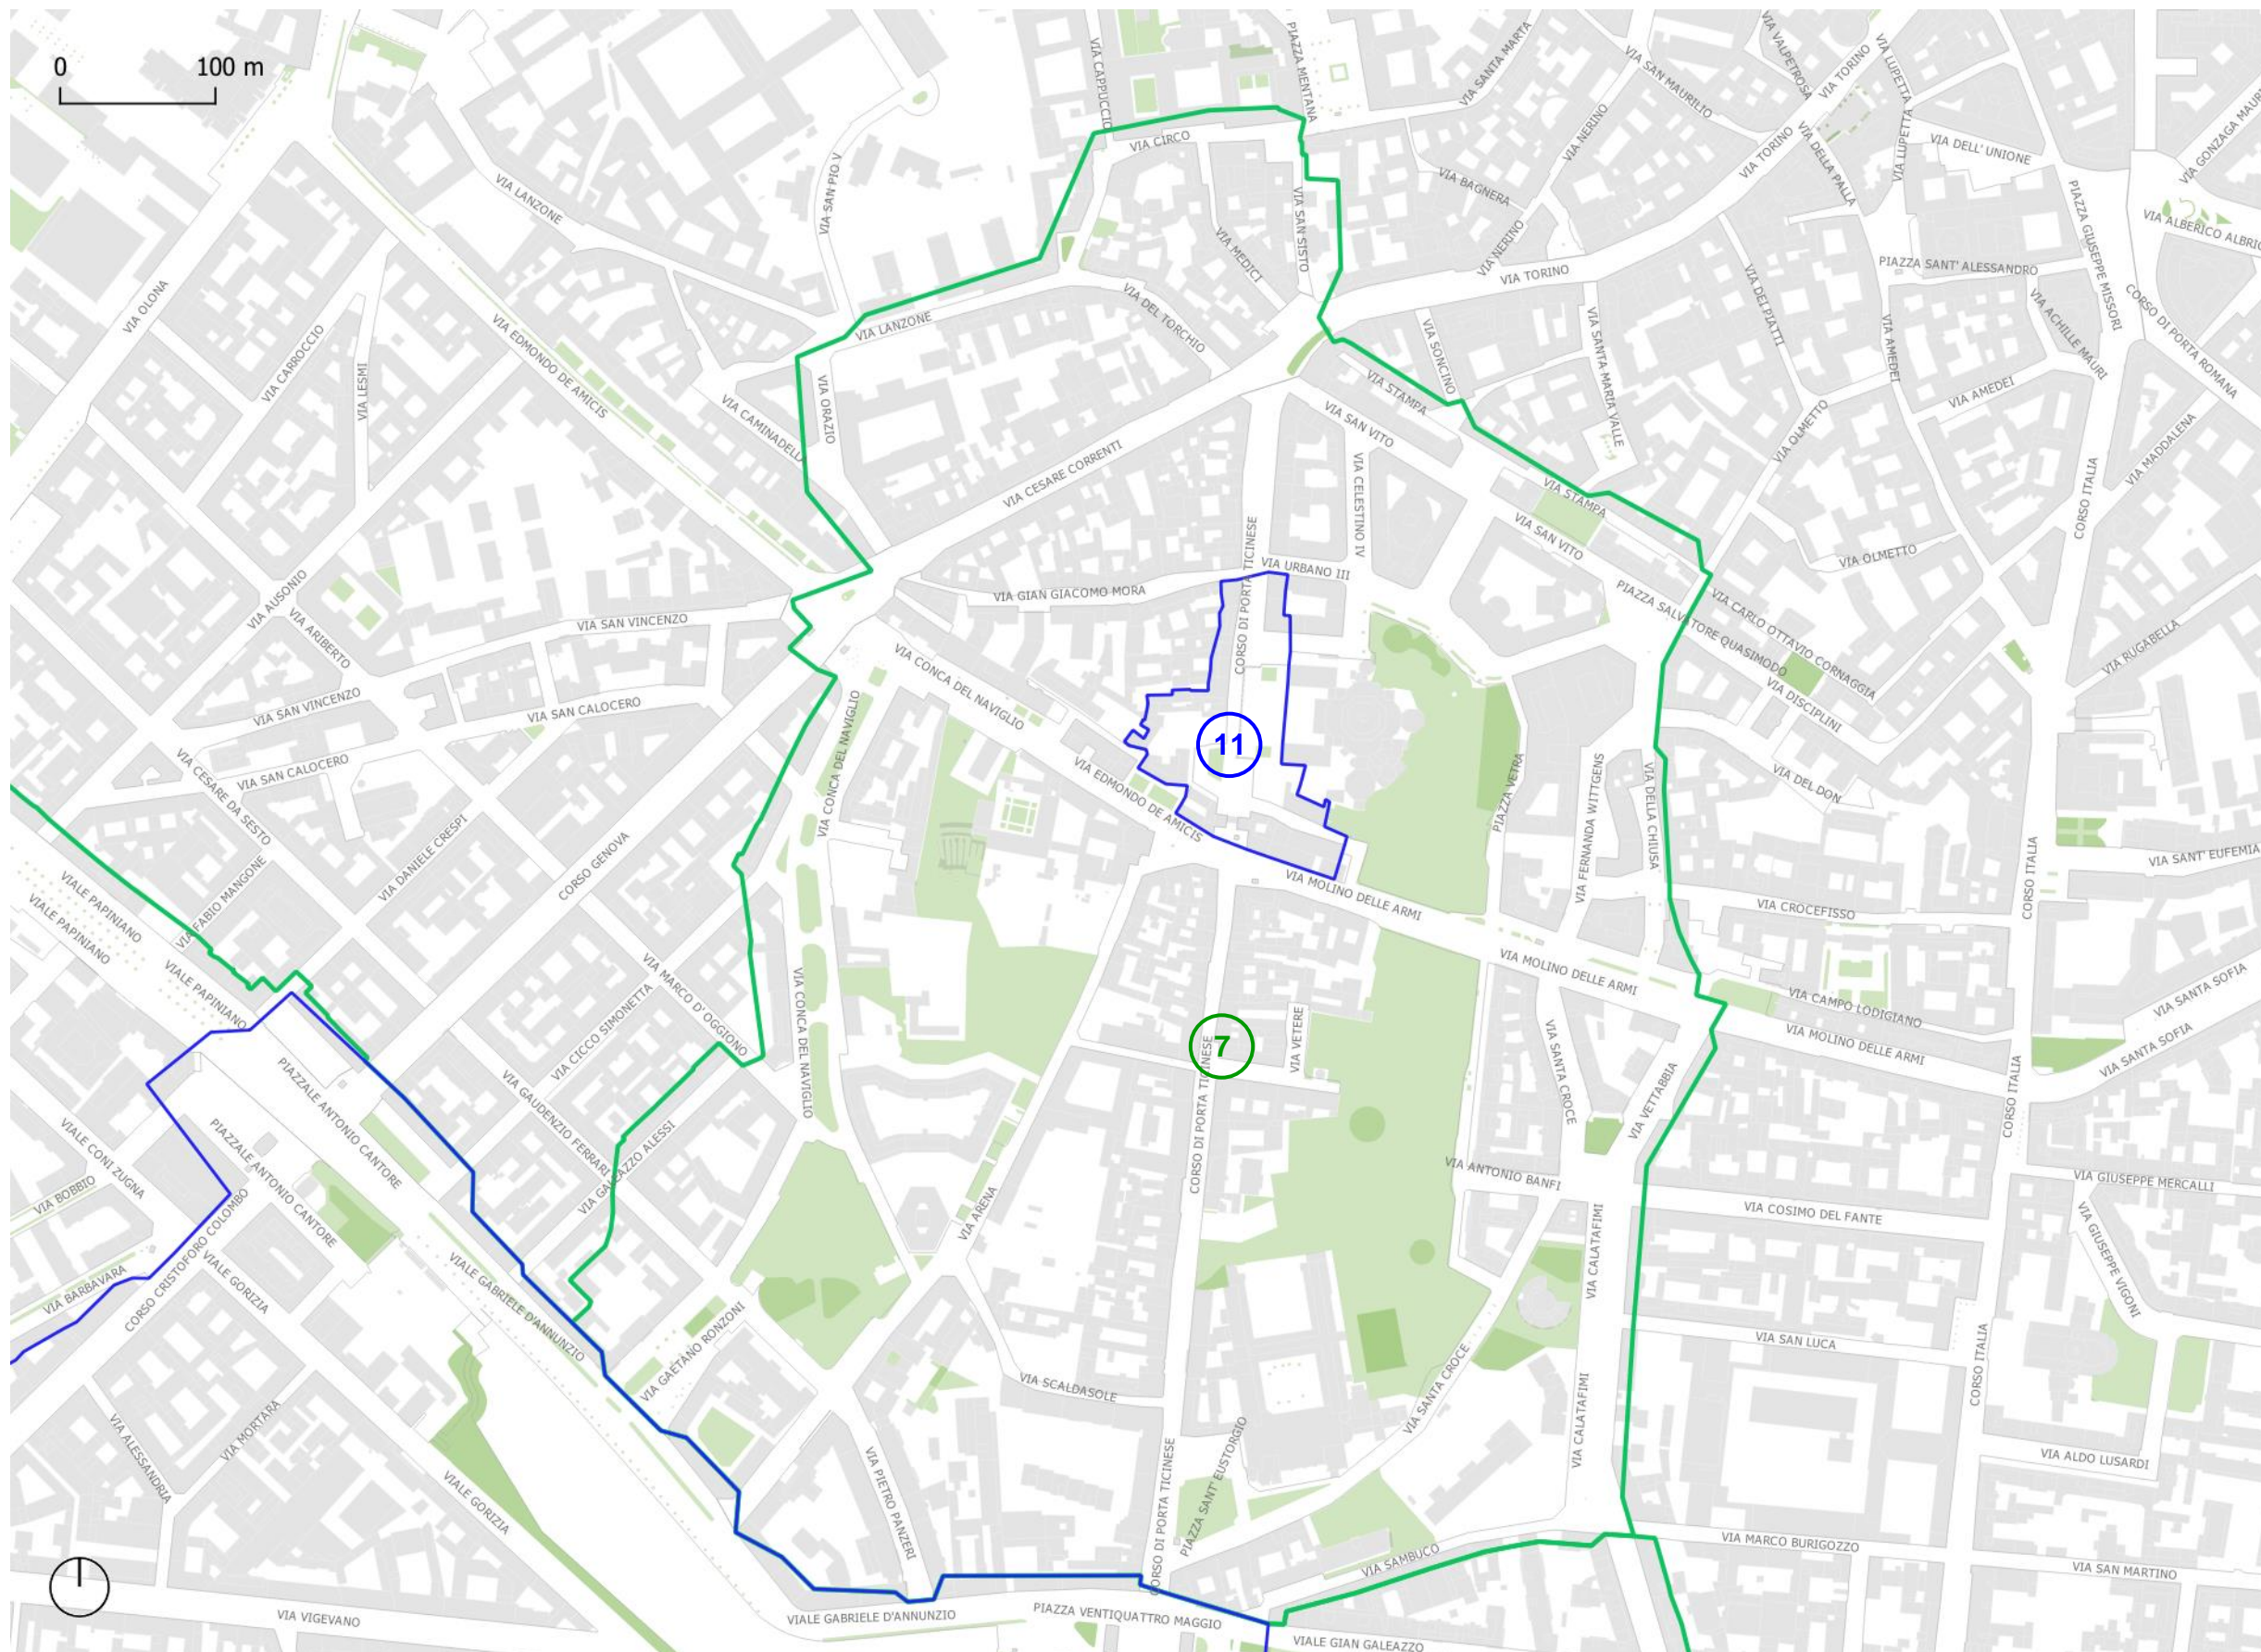 0 100 m
VIA CAPPUCCIO
PIAZZA MENTANA
VIA SANTA MARTA
VIA SAN MAURILIO
VIA VALPETROSA
VIA TORINO
VIA LUPETTA
VIA GONZAGA MAURI
VIA CIRCO
VIA NERINO
VIA TORINO
VIA DELLA PALLA
VIA LUPETTA
VIA DELL' UNIONE
VIA LANZONE
VIA SAN PIO V
VIA SAN SISTO
VIA BAGNERA
VIA MEDICI
VIA NERINO
PIAZZA GIUSEPPE MISSORI
VIA ALBERICO ALBRIC
VIA OLONA
VIA TORINO
PIAZZA SANT' ALESSANDRO
VIA DEI PIATTI
VIA ACHILLE MAURI
CORSO DI PORTA ROMANA
VIA CARROCCIO
VIA LESMI
VIA EDMONDO DE AMICIS
VIA LANZONE
VIA DEL TORCHIO
VIA SONCINO
VIA SANTA MARIA VALLE
VIA AMEDEI
VIA AMEDEI
VIA CAMINADELLA
VIA ORAZIO
VIA STAMPA
VIA SAN VITO
VIA OLMETTO
VIA MADDALENA
VIA CESARE CORRENTI
VIA CELESTINO IV
VIA STAMPA
VIA SAN VITO
CORSO ITALIA
VIA OLMETTO
CORSO DI PORTA TICINESE
VIA URBANO III
VIA GIAN GIACOMO MORA
VIA AUSONIO
VIA ARIBERTO
VIA SAN VINCENZO
PIAZZA SALVATORE QUASIMODO
VIA CARLO OTTAVIO CORNAGGIA
VIA RUGABELLA
VIA CONCA DEL NAVIGLIO
VIA SAN VINCENZO
VIA SAN CALOCERO
VIA DISCIPLINI
11
VIA SAN CALOCERO
VIA CESARE DA SESTO
VIA CONCA DEL NAVIGLIO
VIA EDMONDO DE AMICIS
PIAZZA VETRA
VIA FERNANDA WITTGENS
VIA DELLA CHIUSA
VIA DEL DON
VIA DANIELE CRESPI
CORSO GENOVA
VIA FABIO MANGONE
VIALE PAPINIANO
VIALE PAPINIANO
VIALE PAPINIANO
VIA MOLINO DELLE ARMI
VIA CROCEFISSO
CORSO ITALIA
VIA SANT' EUFEMIA
VIA MARCO D' OGGIONO
VIA CICCO SIMONETTA
VIA CONCA DEL NAVIGLIO
VIA MOLINO DELLE ARMI
VIA CAMPO LODIGIANO
VIA MOLINO DELLE ARMI
VIA SANTA SOFIA
VIA SANTA SOFIA
7
VIA VETERE
VIA SANTA CROCE
VIA VETTABBIA
CORSO ITALIA
PIAZZALE ANTONIO CANTORE
PIAZZALE ANTONIO CANTORE
VIA GAUDENZIO FERRARI
VIA GALEAZZO ALESSI
CORSO DI PORTA TICINESE
VIA ANTONIO BANFI
VIALE CONI ZUGNA
VIA BOBBIO
VIA BARBAVARA
CORSO CRISTOFORO COLOMBO
VIALE GORIZIA
VIA ARENA
VIA CALATAFIMI
VIA COSIMO DEL FANTE
VIA GIUSEPPE MERCALLI
VIA GIUSEPPE VIGONI
VIALE GABRIELE D'ANNUNZIO
VIA GAETANO RONZONI
VIA SCALDASOLE
VIA SANTA CROCE
VIA SAN LUCA
CORSO ITALIA
VIA ALESSANDRIA
VIA MORTARA
VIALE GORIZIA
VIA PIETRO PANZERI
CORSO DI PORTA TICINESE
PIAZZA SANT' EUSTORGIO
VIA CALATAFIMI
VIA ALDO LUSARDI
VIA SAMBUCO
VIA MARCO BURIGOZZO
VIA SAN MARTINO
VIA VIGEVANO
VIALE GABRIELE D'ANNUNZIO
PIAZZA VENTIQUATTRO MAGGIO
VIALE GIAN GALEAZZO